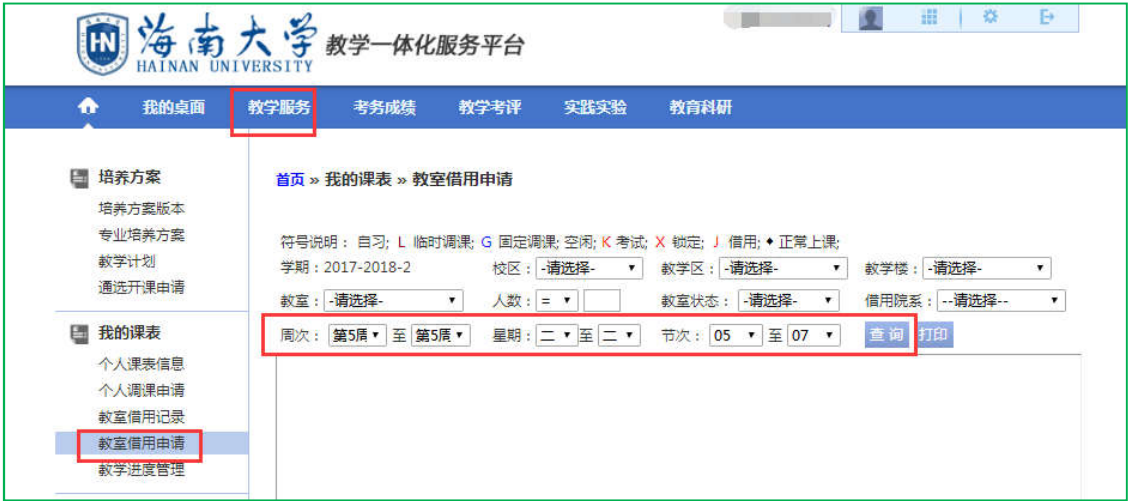 HN 海南大学 教学一体化服务平台
HAINAN UNIVERSITY
我的桌面 教学服务 考务成绩 教学考评 实践实验 教育科研
培养方案
培养方案版本
专业培养方案
教学计划
通选开课申请
我的课表
个人课表信息
个人调课申请
教室借用记录
教室借用申请
教学进度管理
首页 » 我的课表 » 教室借用申请
符号说明： 自习; L 临时调课; G 固定调课; 空闲; K 考试; X 锁定; J 借用; ◆ 正常上课;
学期：2017-2018-2 校区：-请选择- 教学区：-请选择- 教学楼：-请选择-
教室：-请选择- 人数：= 教室状态：-请选择- 借用院系：--请选择--
周次：第5周 至 第5周 星期：二 至 二 节次：05 至 07 查 询 打印